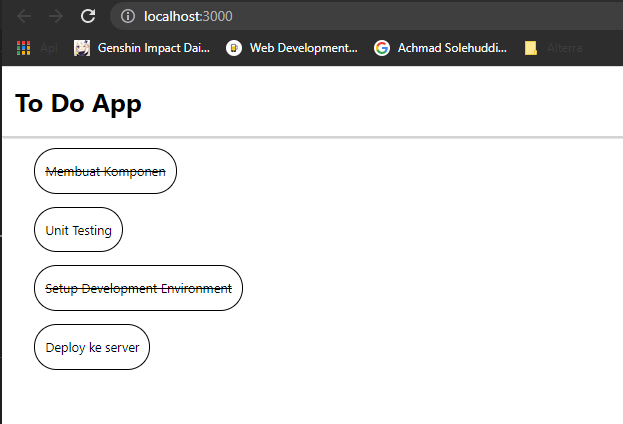 localhost:3000
Apl Genshin Impact Dai... Web Development... Achmad Solehuddi... Alterra
To Do App
Membuat Komponen
Unit Testing
Setup Development Environment
Deploy ke server